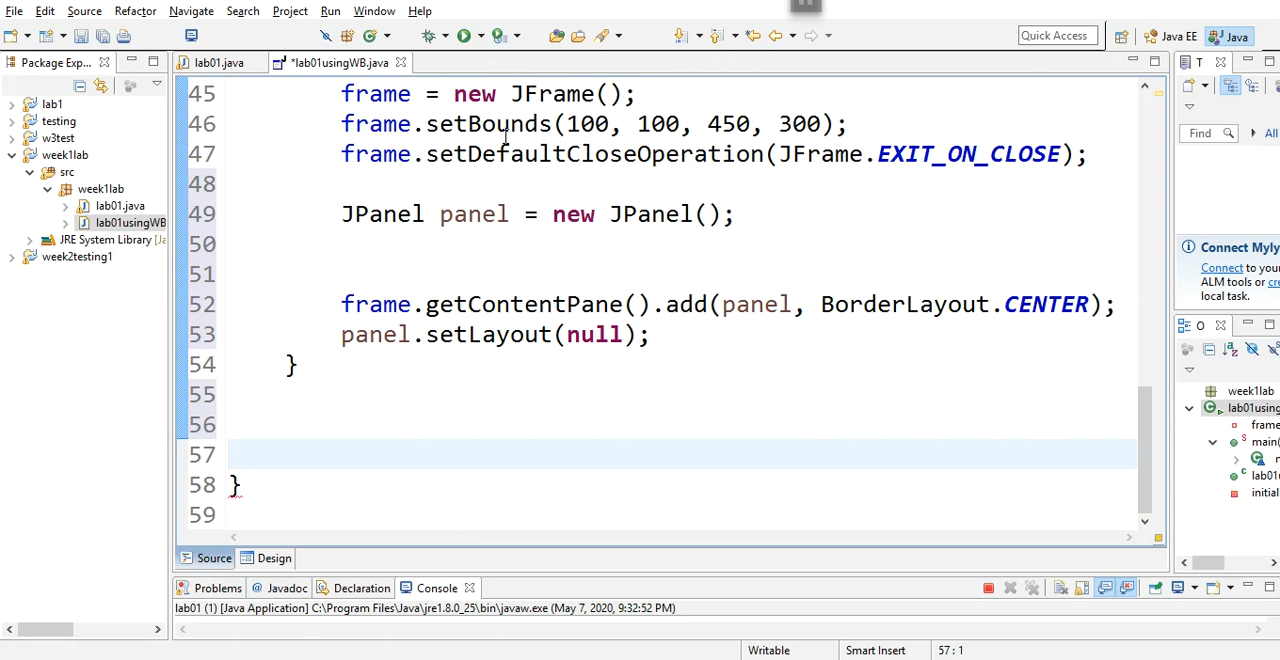 File Edit Source Refactor Navigate Search Project Run Window Help
Quick Access
Java EE
Java
Package Exp...
lab01.java
*lab01usingWB.java
T
lab1
testing
w3test
week1lab
src
week1lab
lab01.java
lab01usingWB
JRE System Library [Ja
week2testing1
45 frame = new JFrame();
46 frame.setBounds(100, 100, 450, 300);
47 frame.setDefaultCloseOperation(JFrame.EXIT_ON_CLOSE);
48
49 JPanel panel = new JPanel();
50
51
52 frame.getContentPane().add(panel, BorderLayout.CENTER);
53 panel.setLayout(null);
54 }
55
56
57
58 }
59
Source Design
Find
All
Connect Myly
Connect to your
ALM tools or cre
local task.
O
week1lab
lab01using
frame
main(
lab01u
initial
Problems Javadoc Declaration Console
lab01 (1) [Java Application] C:\Program Files\Java\jre1.8.0_25\bin\javaw.exe (May 7, 2020, 9:32:52 PM)
Writable Smart Insert 57 : 1